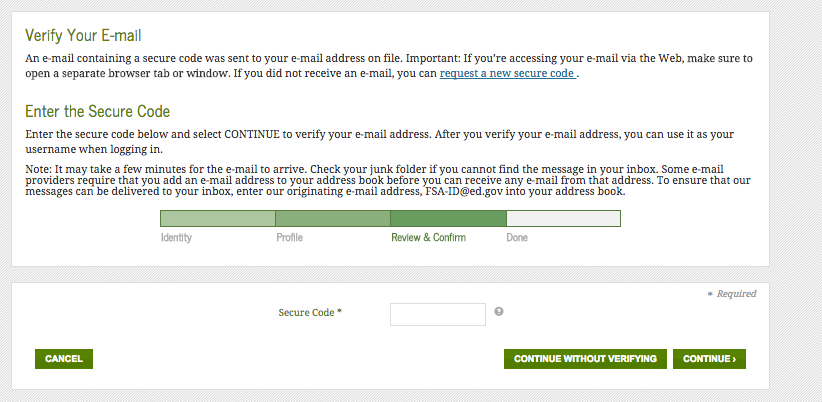 Verify Your E-mail
An e-mail containing a secure code was sent to your e-mail address on file. Important: If you're accessing your e-mail via the Web, make sure to
open a separate browser tab or window. If you did not receive an e-mail, you can request a new secure code .
Enter the Secure Code
Enter the secure code below and select CONTINUE to verify your e-mail address. After you verify your e-mail address, you can use it as your
username when logging in.
Note: It may take a few minutes for the e-mail to arrive. Check your junk folder if you cannot find the message in your inbox. Some e-mail
providers require that you add an e-mail address to your address book before you can receive any e-mail from that address. To ensure that our
messages can be delivered to your inbox, enter our originating e-mail address, FSA-ID@ed.gov into your address book.
Identity Profile Review & Confirm Done
* Required
Secure Code * ?
CANCEL CONTINUE WITHOUT VERIFYING CONTINUE ›